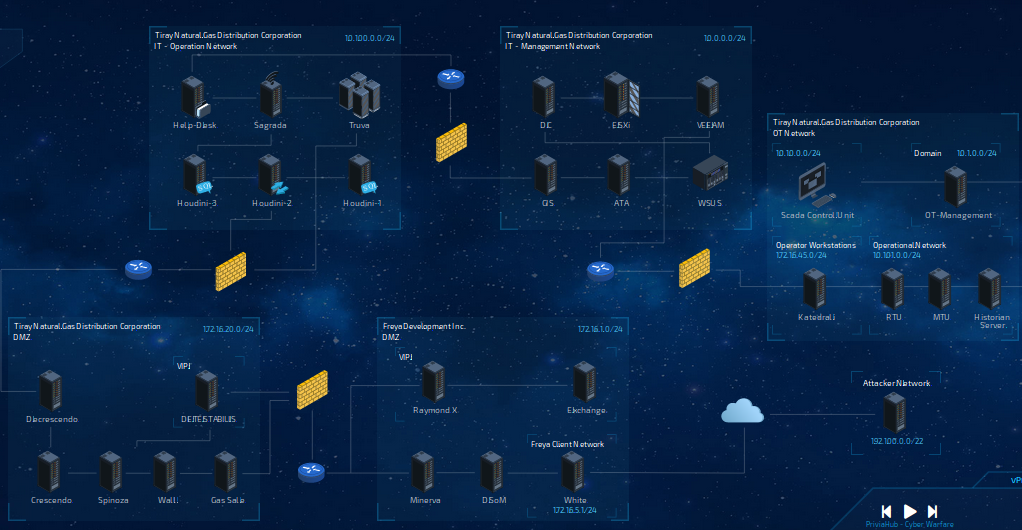 Tiray Natural.Gas Distribution Corporation
IT - Operation Network
10.100.0.0/24
Help-Desk
Sagrada
Truva
Houdini-3
Houdini-2
Houdini-1
Tiray Natural.Gas Distribution Corporation
IT - Management Network
10.0.0.0/24
DC
ESXi
VEEAM
ATA
WSUS
Tiray Natural.Gas Distribution Corporation
OT Network
10.10.0.0/24
Domain
10.1.0.0/24
Scada Control.Unit
OT-Management
Operator Workstations
172.16.45.0/24
Operational.Network
10.101.0.0/24
Katedral.
RTU
MTU
Historian
Server.
Tiray Natural.Gas Distribution Corporation
DMZ
172.16.20.0/24
VIP.
Decrescendo
DETESTABILIS
Crescendo
Spinoza
Wall.
Gas Sale
Freya Development Inc.
DMZ
172.16.1.0/24
VIP.
Raymond X.
Exchange
Freya Client Network
Minerva
DSoM
White
172.16.5.1/24
Attacker.Network
192.100.0.0/22
PriviaHub - Cyber Warfare